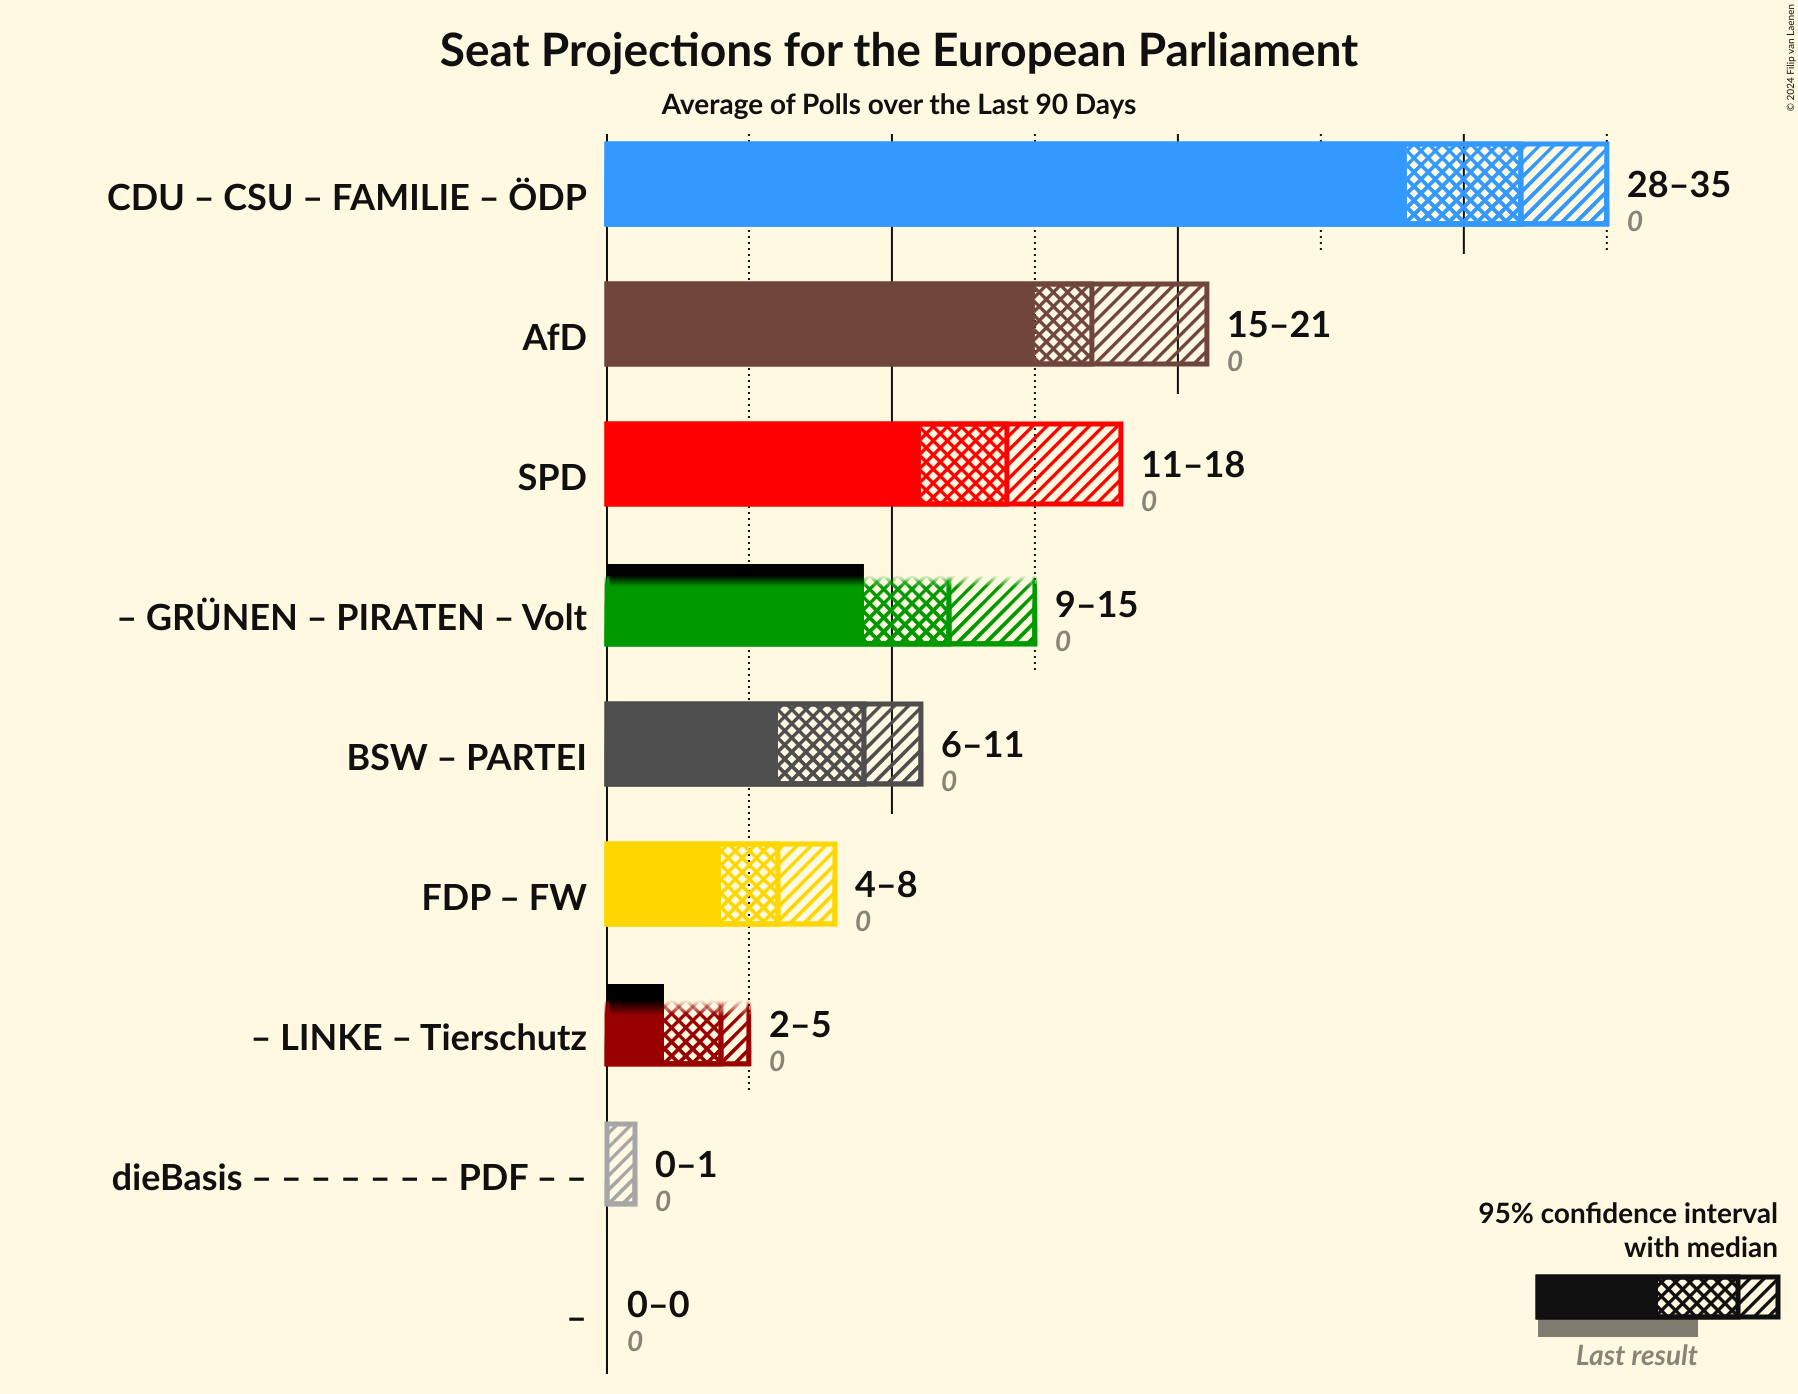 Seat Projections for the European Parliament
Average of Polls over the Last 90 Days
© 2024 Filip van Laenen
CDU – CSU – FAMILIE – ÖDP
28–35
0
AfD
15–21
0
SPD
11–18
0
– GRÜNEN – PIRATEN – Volt
9–15
0
BSW – PARTEI
6–11
0
FDP – FW
4–8
0
– LINKE – Tierschutz
2–5
0
dieBasis – – – – – – – PDF – –
0–1
0
–
0–0
0
95% confidence interval
with median
Last result